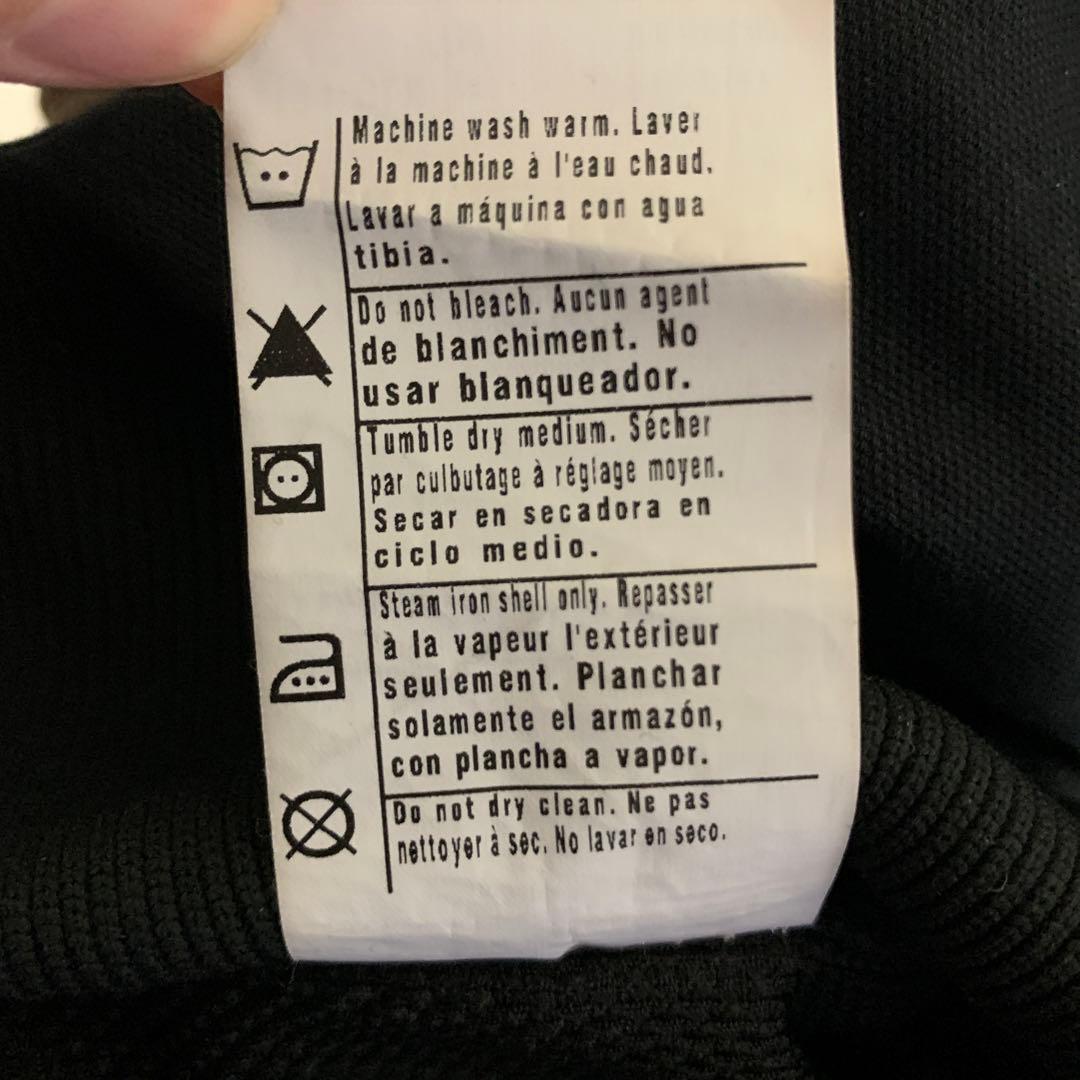 Machine wash warm. Laver
à la machine à l'eau chaud.
Lavar a máquina con agua
tibia.
Do not bleach. Aucun agent
de blanchiment. No
usar blanqueador.
Tumble dry medium. Sécher
par culbutage à réglage moyen.
Secar en secadora en
ciclo medio.
Steam iron shell only. Repasser
à la vapeur l'extérieur
seulement. Planchar
solamente el armazón,
con plancha a vapor.
Do not dry clean. Ne pas
nettoyer à sec. No lavar en seco.